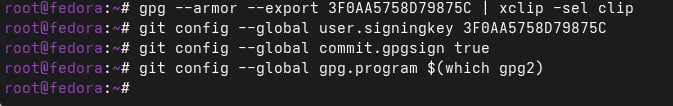 root@fedora:~# gpg --armor --export 3F0AA5758D79875C | xclip -sel clip
root@fedora:~# git config --global user.signingkey 3F0AA5758D79875C
root@fedora:~# git config --global commit.gpgsign true
root@fedora:~# git config --global gpg.program $(which gpg2)
root@fedora:~#